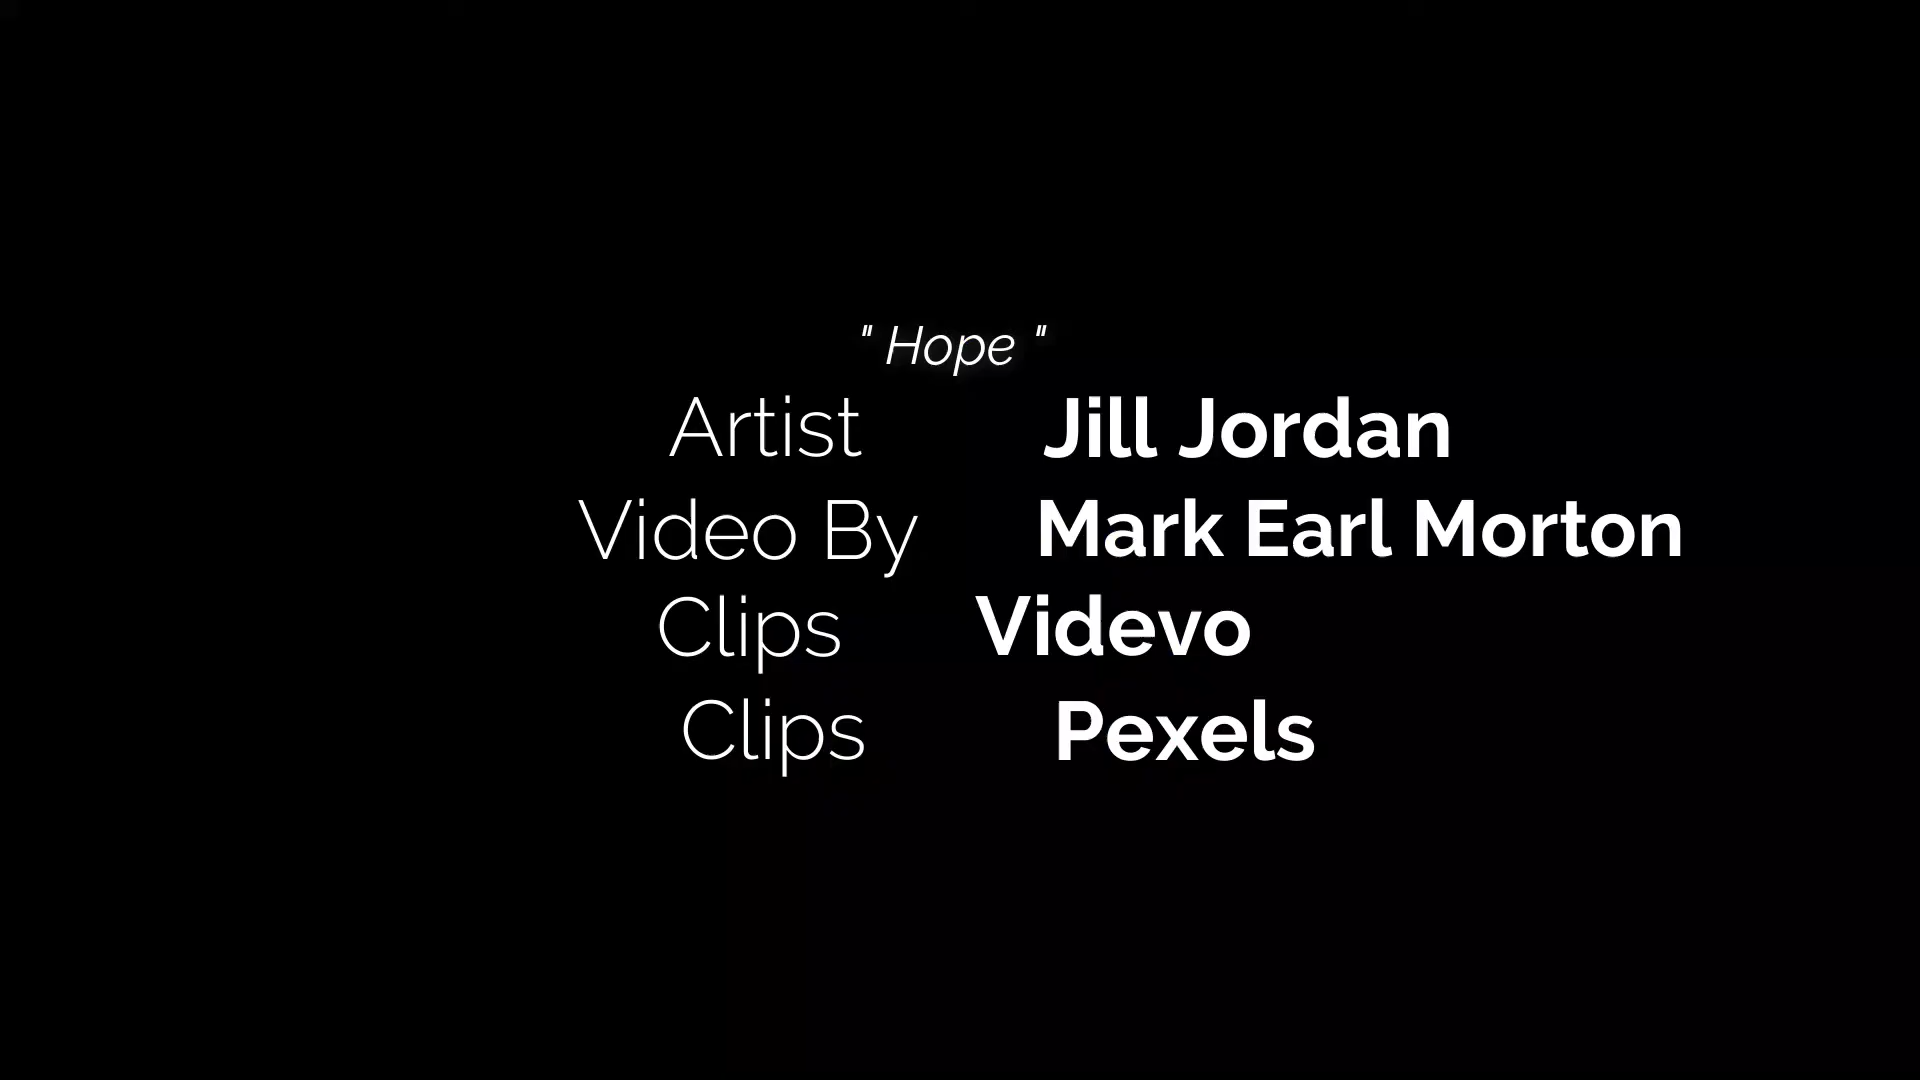 " Hope "
Artist Jill Jordan
Video By Mark Earl Morton
Clips Videvo
Clips Pexels